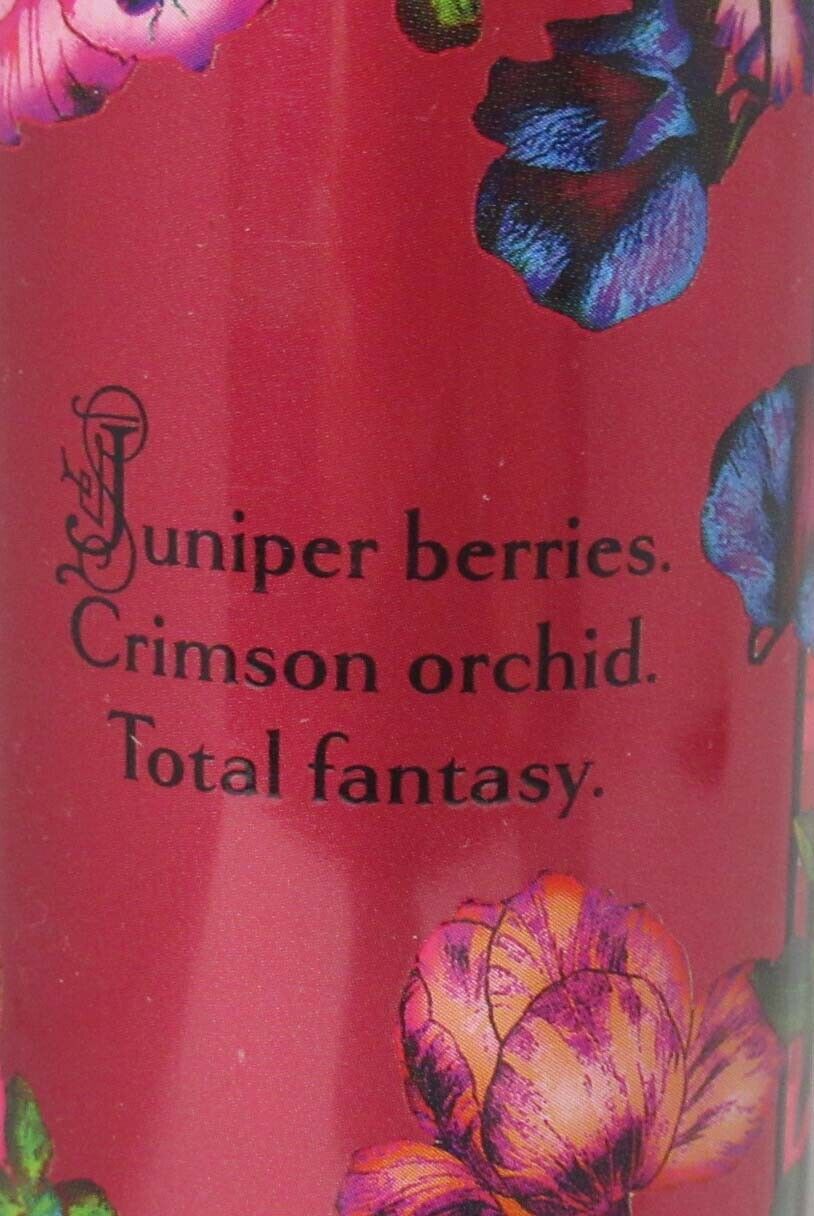 Juniper berries.
Crimson orchid.
Total fantasy.